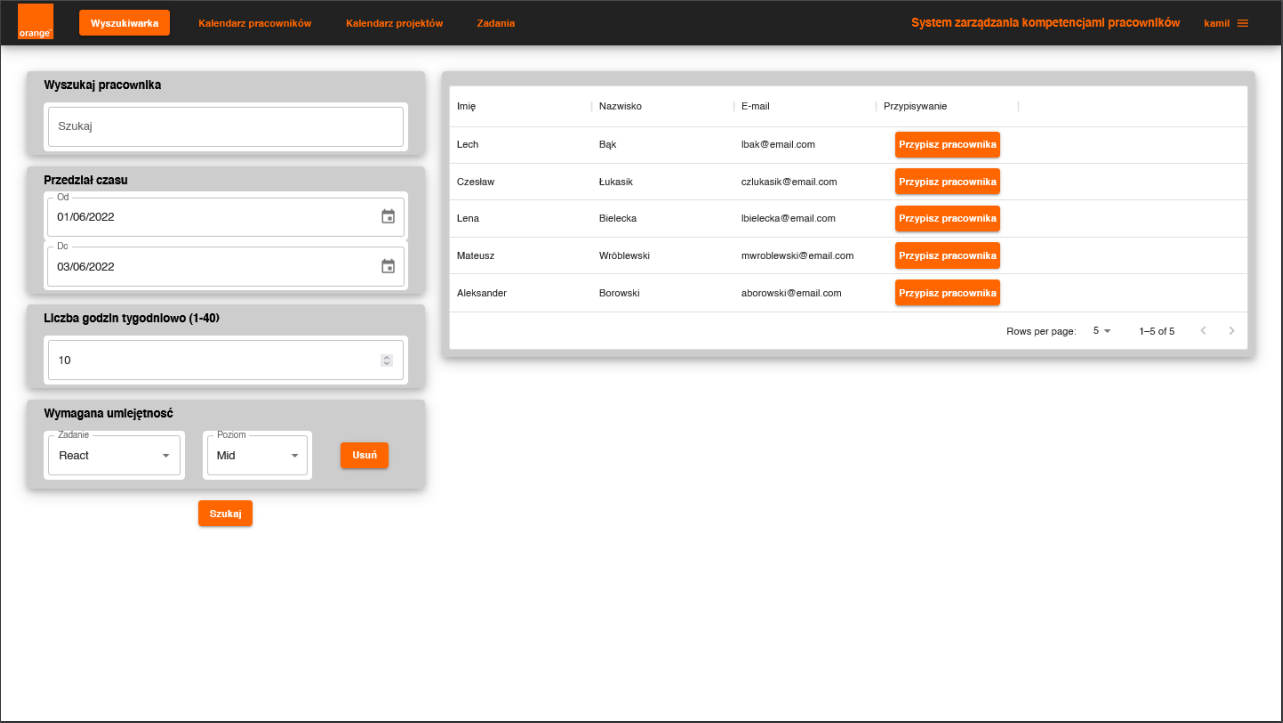 orange™
Wyszukiwarka
Kalendarz pracowników
Kalendarz projektów
Zadania
System zarządzania kompetencjami pracowników
kamil
Wyszukaj pracownika
Szukaj
Przedział czasu
Od
01/06/2022
Do
03/06/2022
Liczba godzin tygodniowo (1-40)
10
Wymagana umiejętność
Zadanie
React
Poziom
Mid
Usuń
Szukaj
Imię Nazwisko E-mail Przypisywanie
Lech Bąk lbak@email.com Przypisz pracownika
Czesław Łukasik czlukasik@email.com Przypisz pracownika
Lena Bielecka lbielecka@email.com Przypisz pracownika
Mateusz Wróblewski mwroblewski@email.com Przypisz pracownika
Aleksander Borowski aborowski@email.com Przypisz pracownika
Rows per page: 5 1–5 of 5